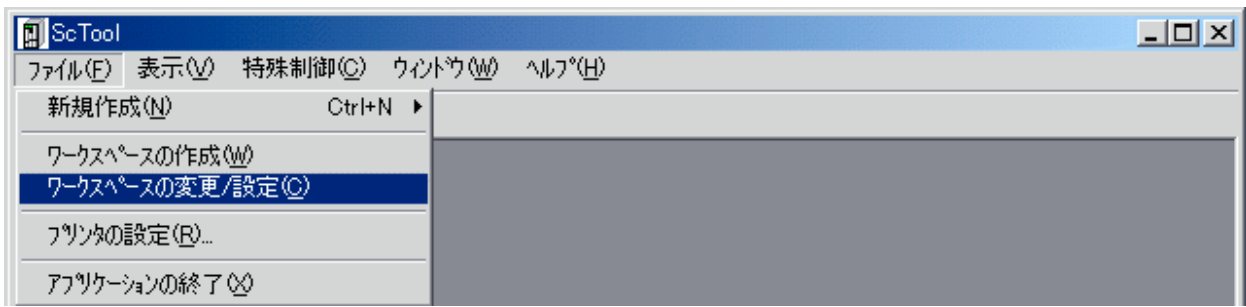 ScTool
ファイル(F) 表示(V) 特殊制御(C) ウィンドウ(W) ヘルプ(H)
新規作成(N) Ctrl+N
ワークスペースの作成(W)
ワークスペースの変更/設定(C)
プリンタの設定(R)...
アプリケーションの終了(X)